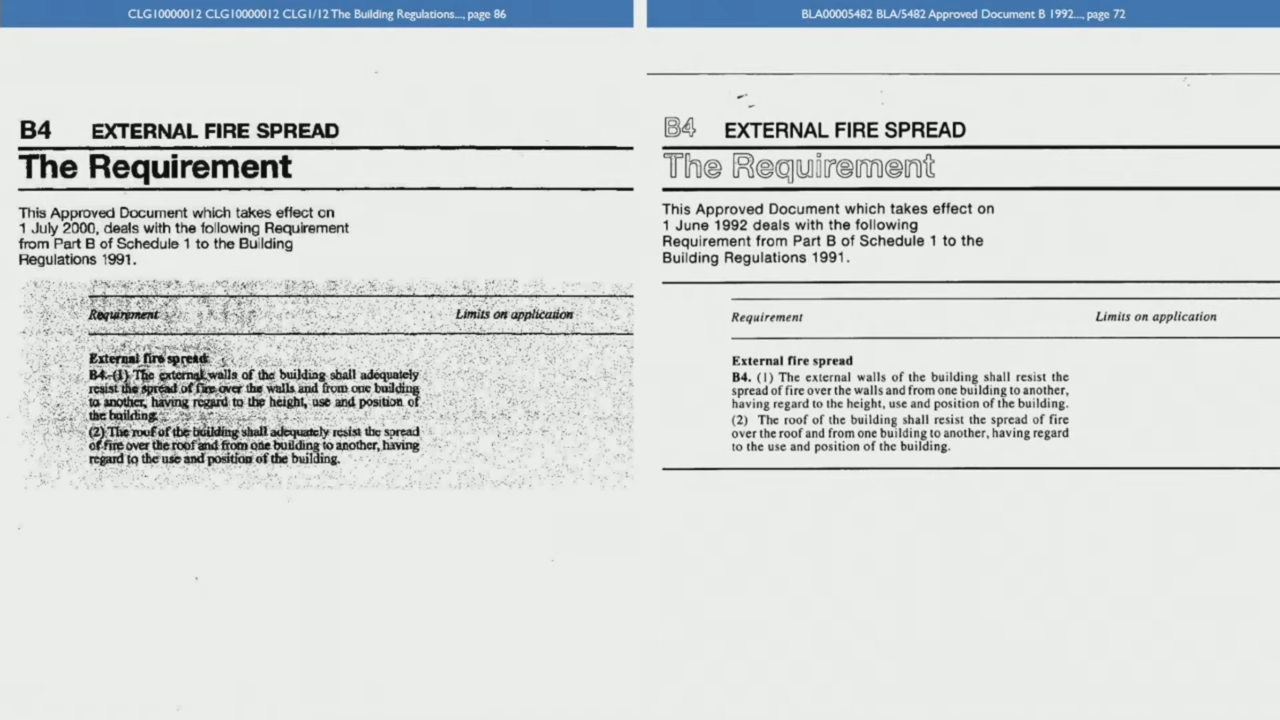 CLG10000012 CLG10000012 CLG1/12 The Building Regulations..., page 86
B4 EXTERNAL FIRE SPREAD
The Requirement
This Approved Document which takes effect on
1 July 2000, deals with the following Requirement
from Part B of Schedule 1 to the Building
Regulations 1991.
Requirement Limits on application
External fire spread
B4.-(1) The external walls of the building shall adequately
resist the spread of fire over the walls and from one building
to another, having regard to the height, use and position of
the building.
(2) The roof of the building shall adequately resist the spread
of fire over the roof and from one building to another, having
regard to the use and position of the building.
BLA00005482 BLA/5482 Approved Document B 1992..., page 72
B4 EXTERNAL FIRE SPREAD
The Requirement
This Approved Document which takes effect on
1 June 1992 deals with the following
Requirement from Part B of Schedule 1 to the
Building Regulations 1991.
Requirement Limits on application
External fire spread
B4. (1) The external walls of the building shall resist the
spread of fire over the walls and from one building to another,
having regard to the height, use and position of the building.
(2) The roof of the building shall resist the spread of fire
over the roof and from one building to another, having regard
to the use and position of the building.